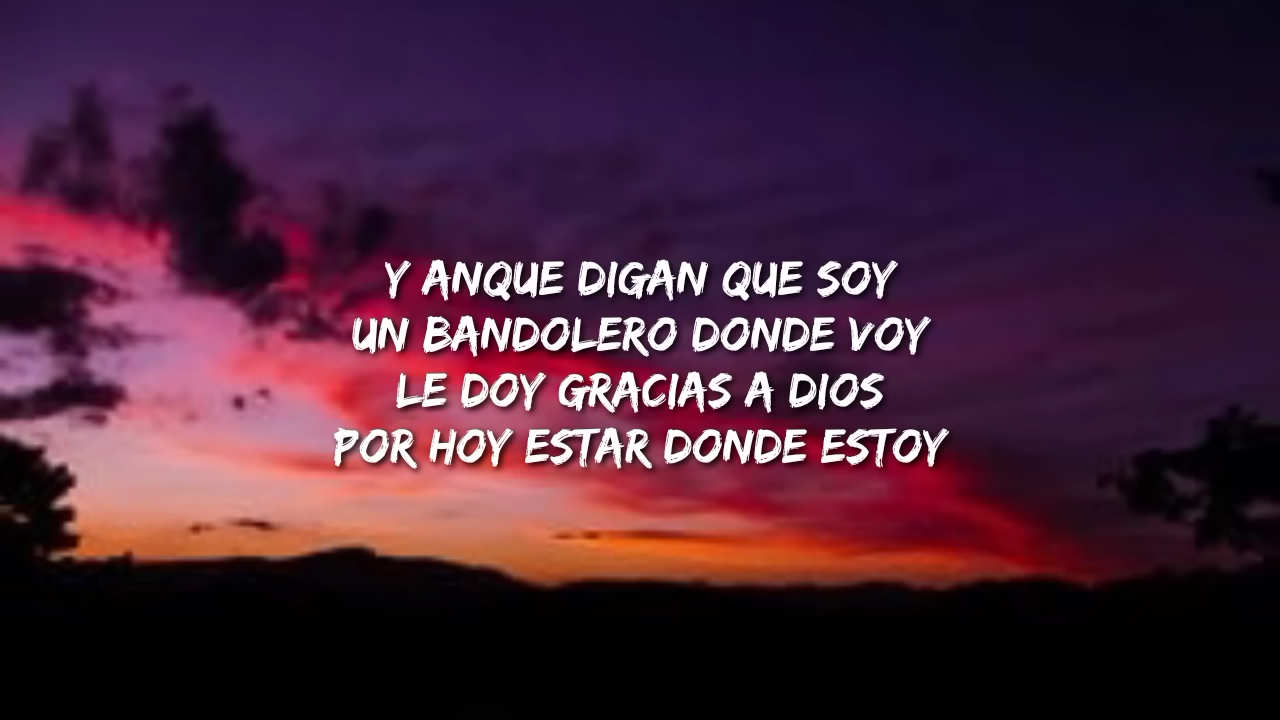 Y ANQUE DIGAN QUE SOY
UN BANDOLERO DONDE VOY
LE DOY GRACIAS A DIOS
POR HOY ESTAR DONDE ESTOY